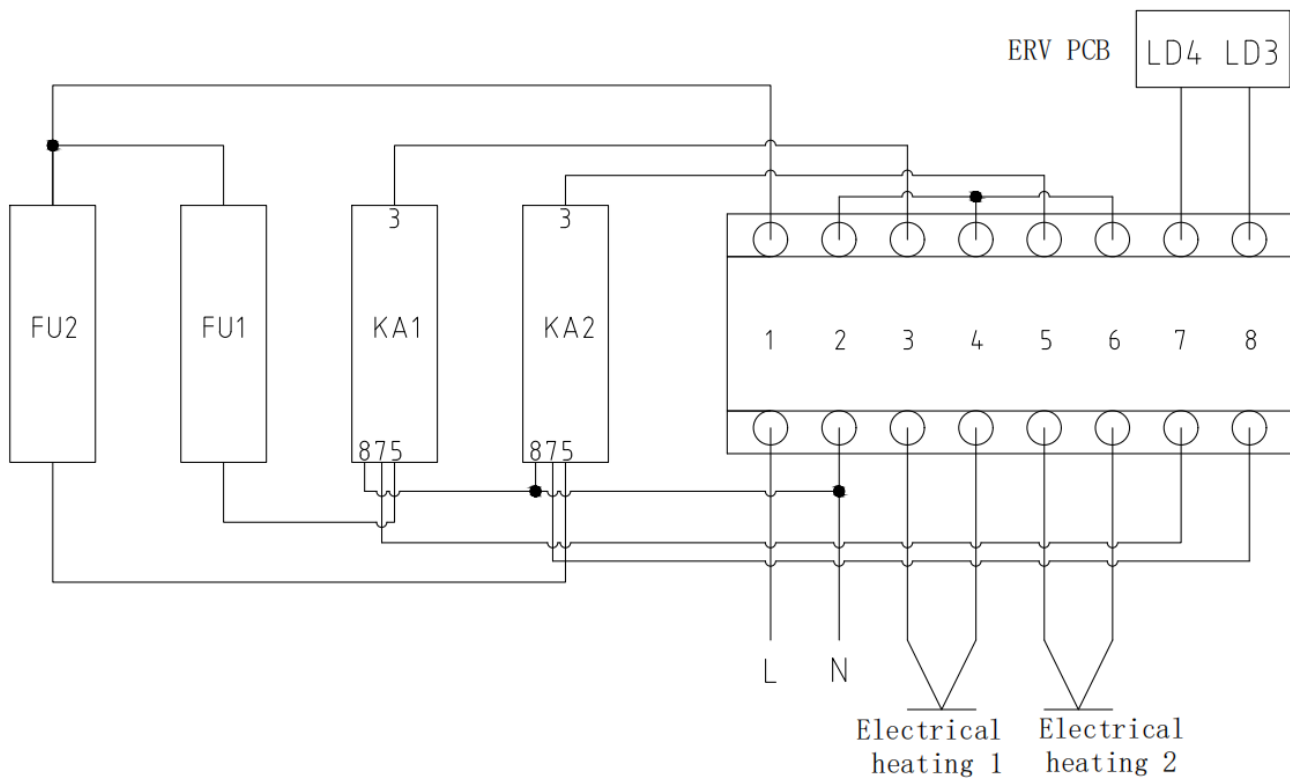 ERV PCB
LD4 LD3
3
3
FU2
FU1
KA1
KA2
1 2 3 4 5 6 7 8
875
875
L
N
Electrical
heating 1
Electrical
heating 2